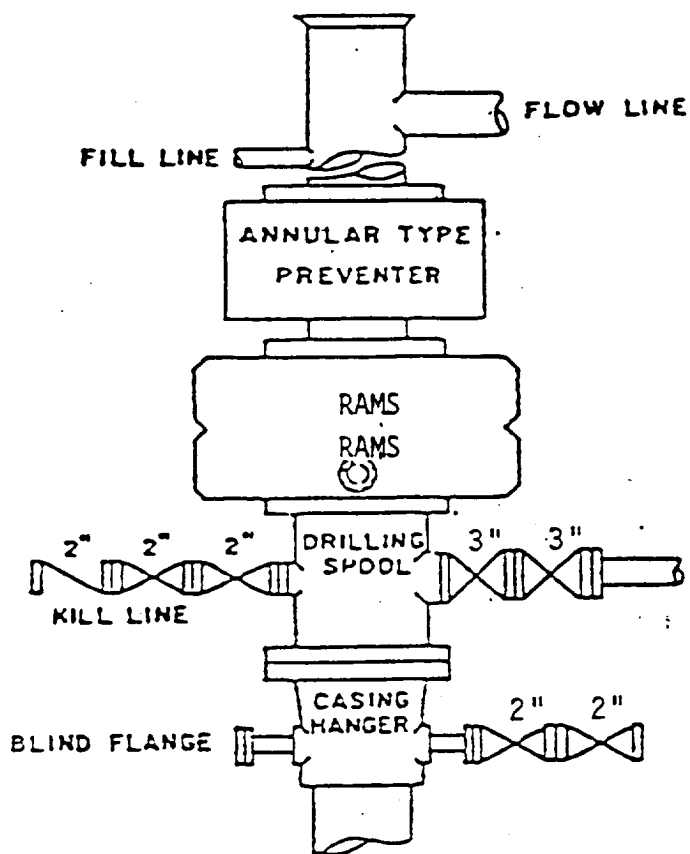 FLOW LINE
FILL LINE
ANNULAR TYPE
PREVENTER
RAMS
RAMS
2" 2" 2"
DRILLING
SPOOL
3" 3"
KILL LINE
CASING
HANGER
2" 2"
BLIND FLANGE